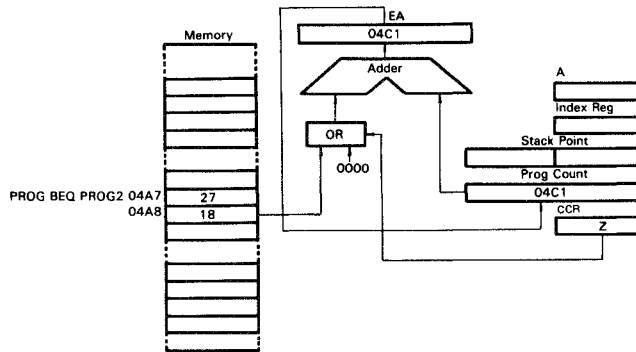 EA
Memory
04C1
Adder
A
Index Reg
OR
Stack Point
0000
Prog Count
PROG BEQ PROG2 04A7
27
04C1
04A8
18
CCR
Z